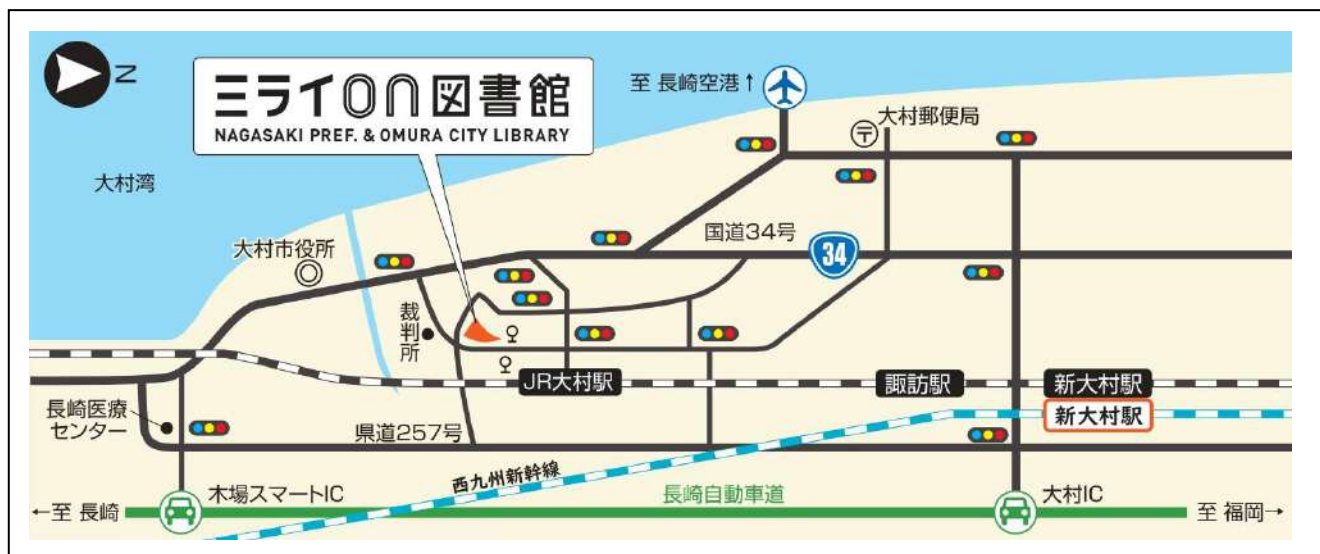 N
ミライon図書館
NAGASAKI PREF. & OMURA CITY LIBRARY
至 長崎空港↑
大村郵便局
〒
大村湾
大村市役所
国道34号
34
裁判所
JR大村駅
諏訪駅
新大村駅
新大村駅
長崎医療
センター
県道257号
西九州新幹線
木場スマートIC
長崎自動車道
大村IC
←至 長崎
至 福岡→